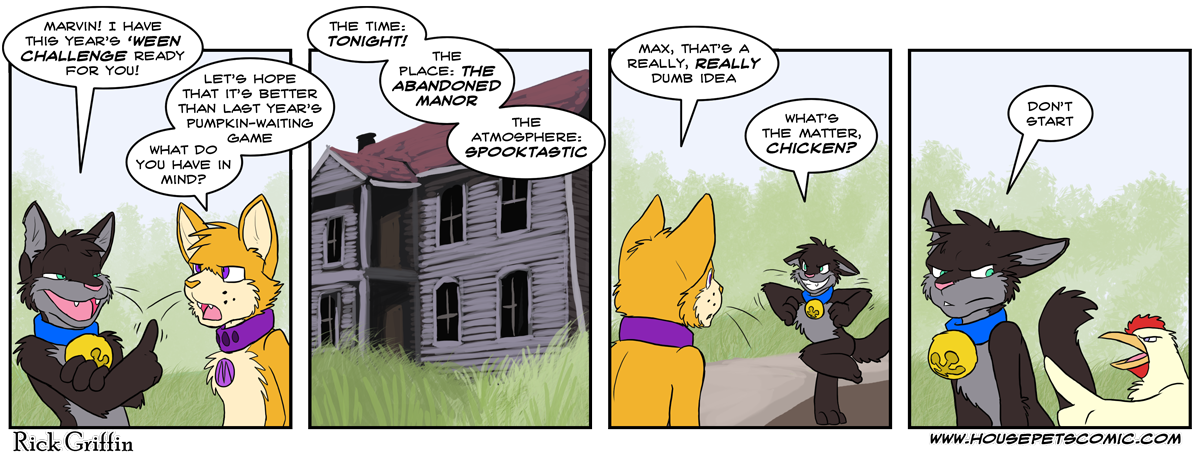 MARVIN! I HAVE
THIS YEAR'S 'WEEN
CHALLENGE READY
FOR YOU!
LET'S HOPE
THAT IT'S BETTER
THAN LAST YEAR'S
PUMPKIN-WAITING
GAME
WHAT DO
YOU HAVE IN
MIND?
THE TIME:
TONIGHT!
THE
PLACE: THE
ABANDONED
MANOR
THE
ATMOSPHERE:
SPOOKTASTIC
MAX, THAT'S A
REALLY, REALLY
DUMB IDEA
WHAT'S
THE MATTER,
CHICKEN?
DON'T
START
Rick Griffin
WWW.HOUSEPETSCOMIC.COM